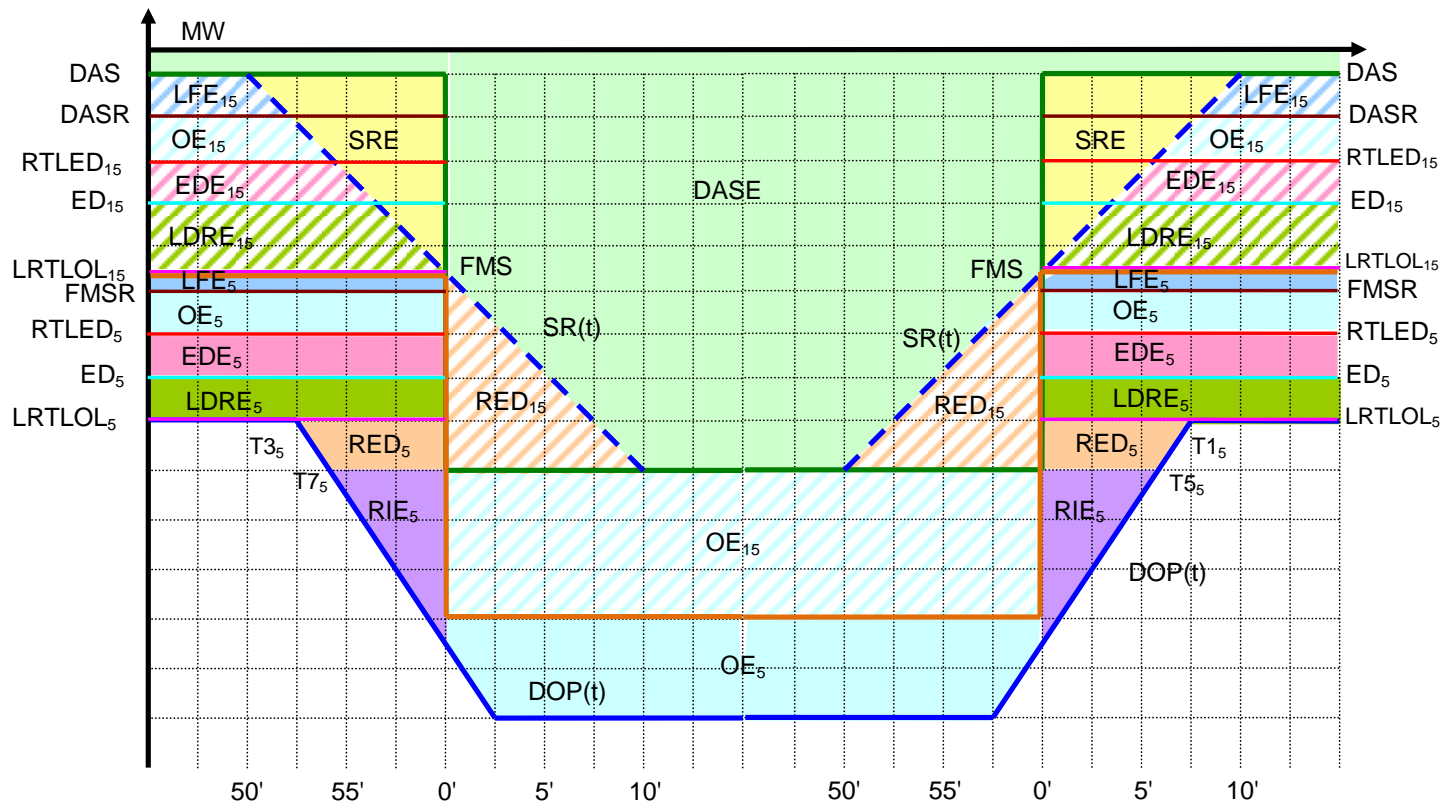 MW
DAS
DAS
LFE₁₅
LFE₁₅
DASR
DASR
OE₁₅
SRE
SRE
OE₁₅
RTLED₁₅
RTLED₁₅
EDE₁₅
DASE
EDE₁₅
ED₁₅
ED₁₅
LDRE₁₅
LDRE₁₅
LRTLOL₁₅
FMS
FMS
LRTLOL₁₅
LFE₅
LFE₅
FMSR
FMSR
OE₅
SR(t)
SR(t)
OE₅
RTLED₅
RTLED₅
EDE₅
EDE₅
ED₅
ED₅
LDRE₅
RED₁₅
RED₁₅
LDRE₅
LRTLOL₅
LRTLOL₅
T3₅
RED₅
RED₅
T1₅
T7₅
T5₅
RIE₅
RIE₅
OE₁₅
DOP(t)
OE₅
DOP(t)
50'
55'
0'
5'
10'
50'
55'
0'
5'
10'